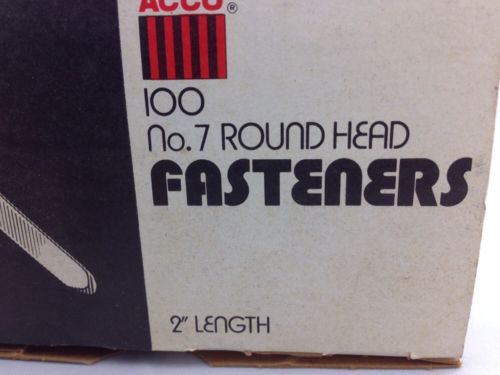 ACCO®
100
No. 7 ROUND HEAD
FASTENERS
2" LENGTH